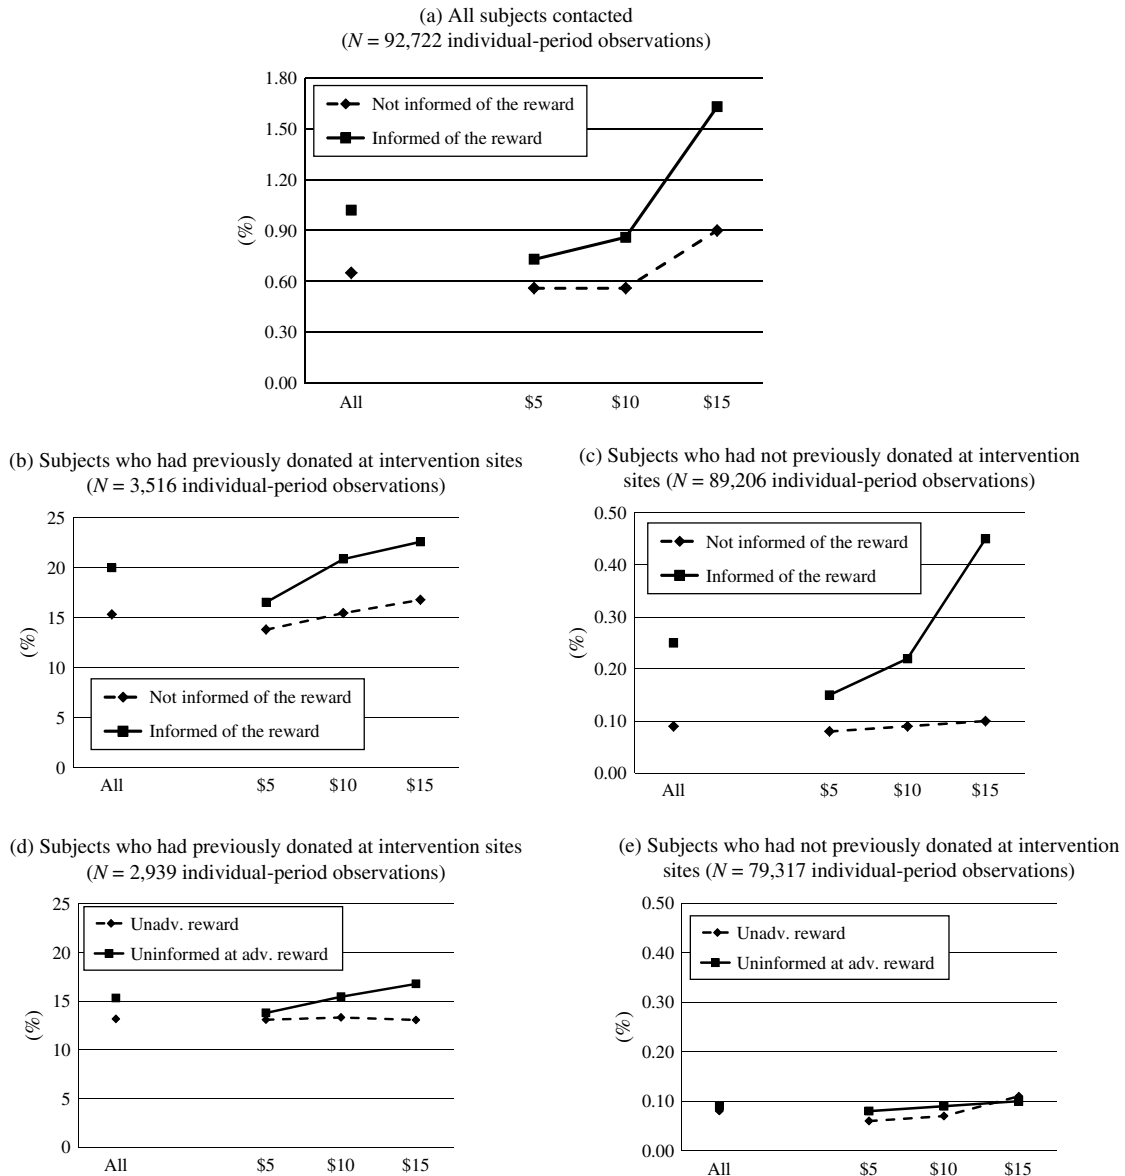 (a) All subjects contacted
(N = 92,722 individual-period observations)
1.80
1.50
1.20
0.90
0.60
0.30
0.00
(%)
Not informed of the reward
Informed of the reward
All
$5
$10
$15
(b) Subjects who had previously donated at intervention sites
(N = 3,516 individual-period observations)
25
20
15
10
5
0
(%)
Not informed of the reward
Informed of the reward
All
$5
$10
$15
(c) Subjects who had not previously donated at intervention
sites (N = 89,206 individual-period observations)
0.50
0.40
0.30
0.20
0.10
0.00
(%)
Not informed of the reward
Informed of the reward
All
$5
$10
$15
(d) Subjects who had previously donated at intervention sites
(N = 2,939 individual-period observations)
25
20
15
10
5
0
(%)
Unadv. reward
Uninformed at adv. reward
All
$5
$10
$15
(e) Subjects who had not previously donated at intervention
sites (N = 79,317 individual-period observations)
0.50
0.40
0.30
0.20
0.10
0.00
(%)
Unadv. reward
Uninformed at adv. reward
All
$5
$10
$15